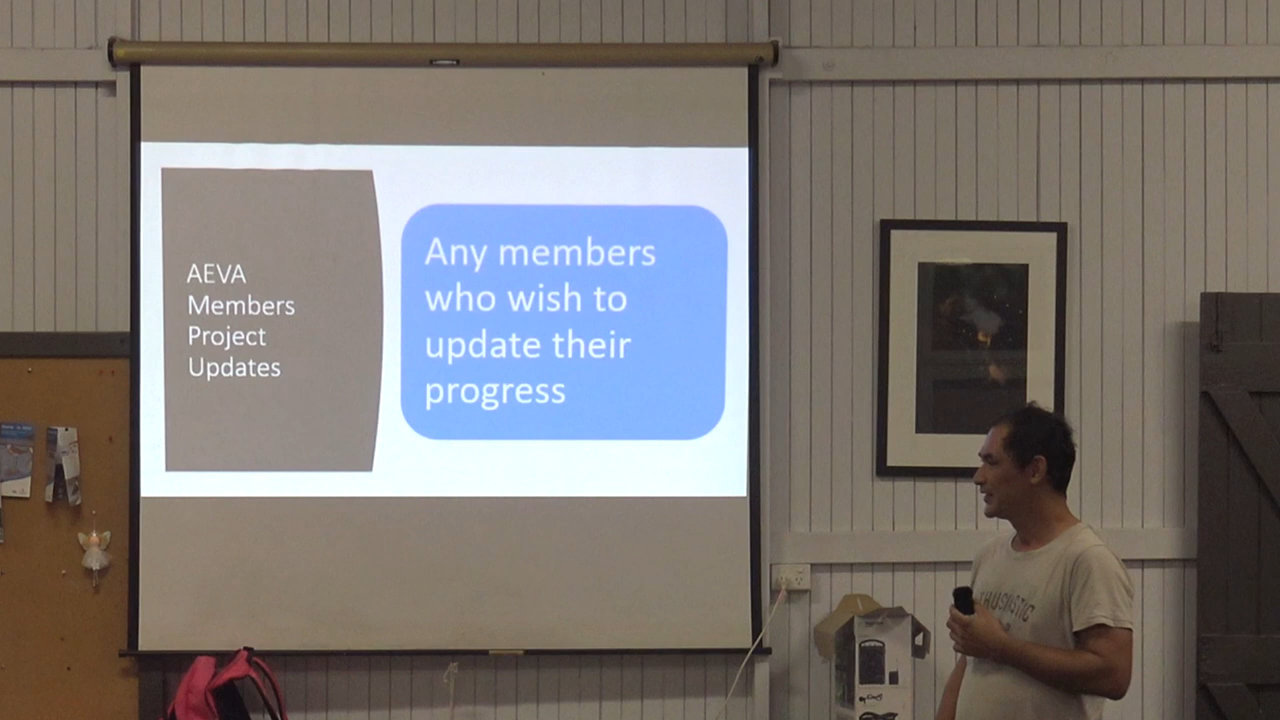 AEVA
Members
Project
Updates
Any members
who wish to
update their
progress